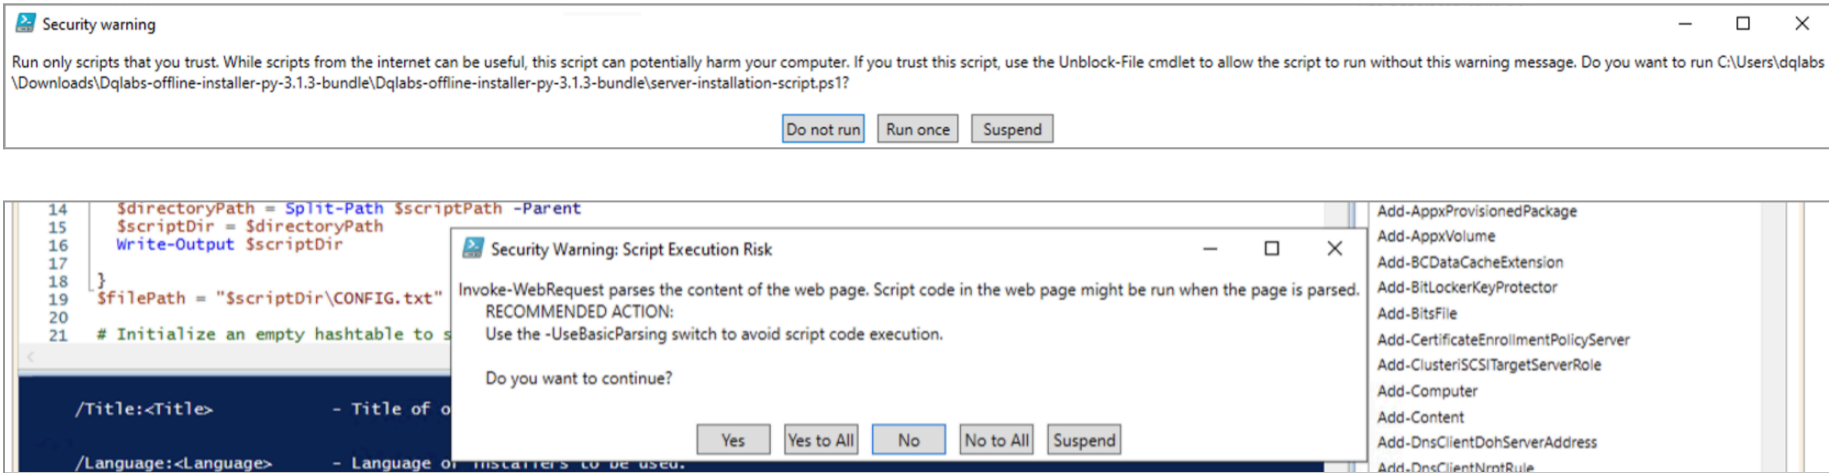 Security warning
Run only scripts that you trust. While scripts from the internet can be useful, this script can potentially harm your computer. If you trust this script, use the Unblock-File cmdlet to allow the script to run without this warning message. Do you want to run C:\Users\dqlabs
\Downloads\Dqlabs-offline-installer-py-3.1.3-bundle\Dqlabs-offline-installer-py-3.1.3-bundle\server-installation-script.ps1?
Do not run Run once Suspend
14 $directoryPath = Split-Path $scriptPath -Parent
15 $scriptDir = $directoryPath
16 Write-Output $scriptDir
17
18 }
19 $filePath = "$scriptDir\CONFIG.txt"
20
21 # Initialize an empty hashtable to s
/Title:<Title> - Title of o
/Language:<Language> - Language of installers to be used.
Security Warning: Script Execution Risk
Invoke-WebRequest parses the content of the web page. Script code in the web page might be run when the page is parsed.
RECOMMENDED ACTION:
Use the -UseBasicParsing switch to avoid script code execution.
Do you want to continue?
Yes Yes to All No No to All Suspend
Add-AppxProvisionedPackage
Add-AppxVolume
Add-BCDataCacheExtension
Add-BitLockerKeyProtector
Add-BitsFile
Add-CertificateEnrollmentPolicyServer
Add-ClusteriSCSITargetServerRole
Add-Computer
Add-Content
Add-DnsClientDohServerAddress
Add-DnsClientNrptRule